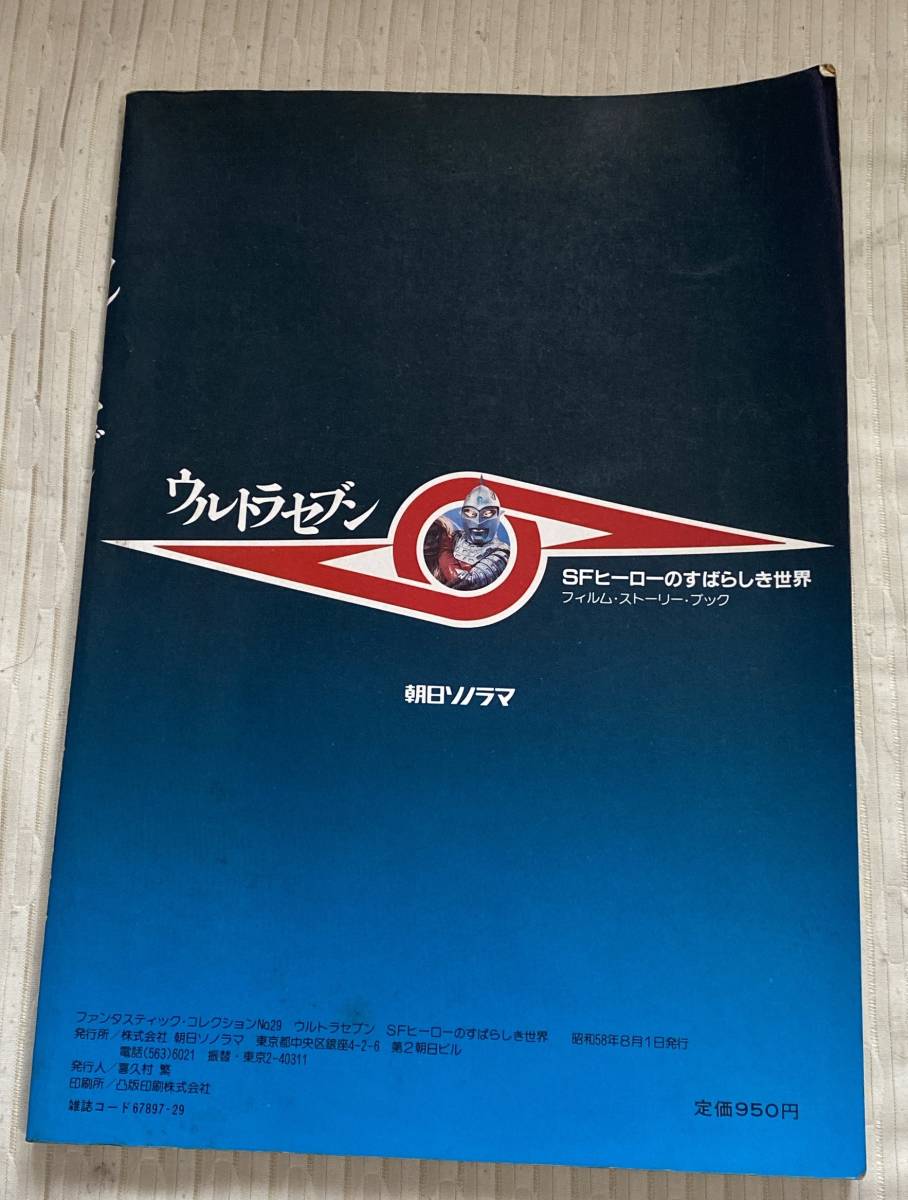 ウルトラセブン
SFヒーローのすばらしき世界
フィルム・ストーリー・ブック
朝日ソノラマ
ファンタスティック・コレクションNo29 ウルトラセブン SFヒーローのすばらしき世界 昭和58年8月1日発行
発行所／株式会社 朝日ソノラマ 東京都中央区銀座4-2-6 第2朝日ビル
電話(563)6021 振替・東京2-40311
発行人／喜久村 繁
印刷所／凸版印刷株式会社
雑誌コード67897-29
定価950円